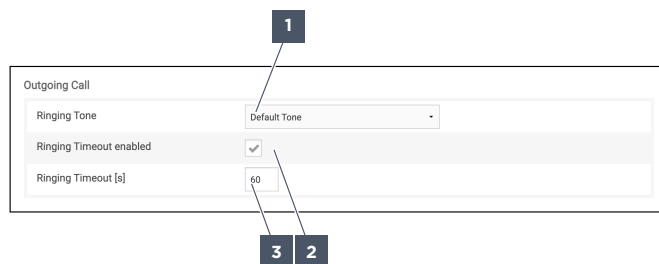 1
Outgoing Call
Ringing Tone Default Tone
Ringing Timeout enabled
Ringing Timeout [s] 60
3 2